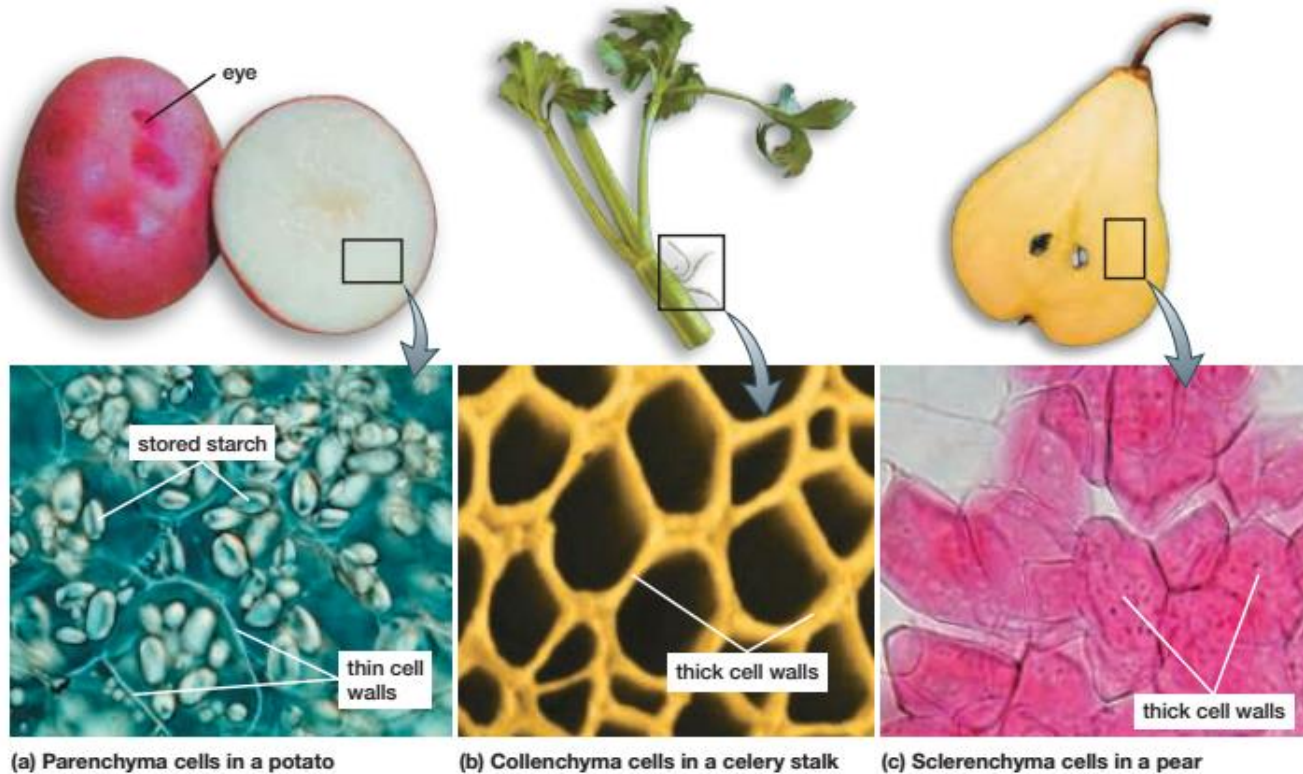 eye
stored starch
thin cell
walls
thick cell walls
thick cell walls
(a) Parenchyma cells in a potato
(b) Collenchyma cells in a celery stalk
(c) Sclerenchyma cells in a pear